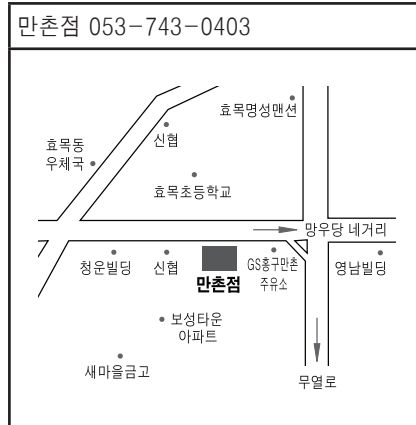 만촌점 053-743-0403
효목명성맨션
신협
효목동
우체국
효목초등학교
망우당 네거리
청운빌딩
신협
만촌점
GS흥구만촌
주유소
영남빌딩
보성타운
아파트
새마을금고
무열로